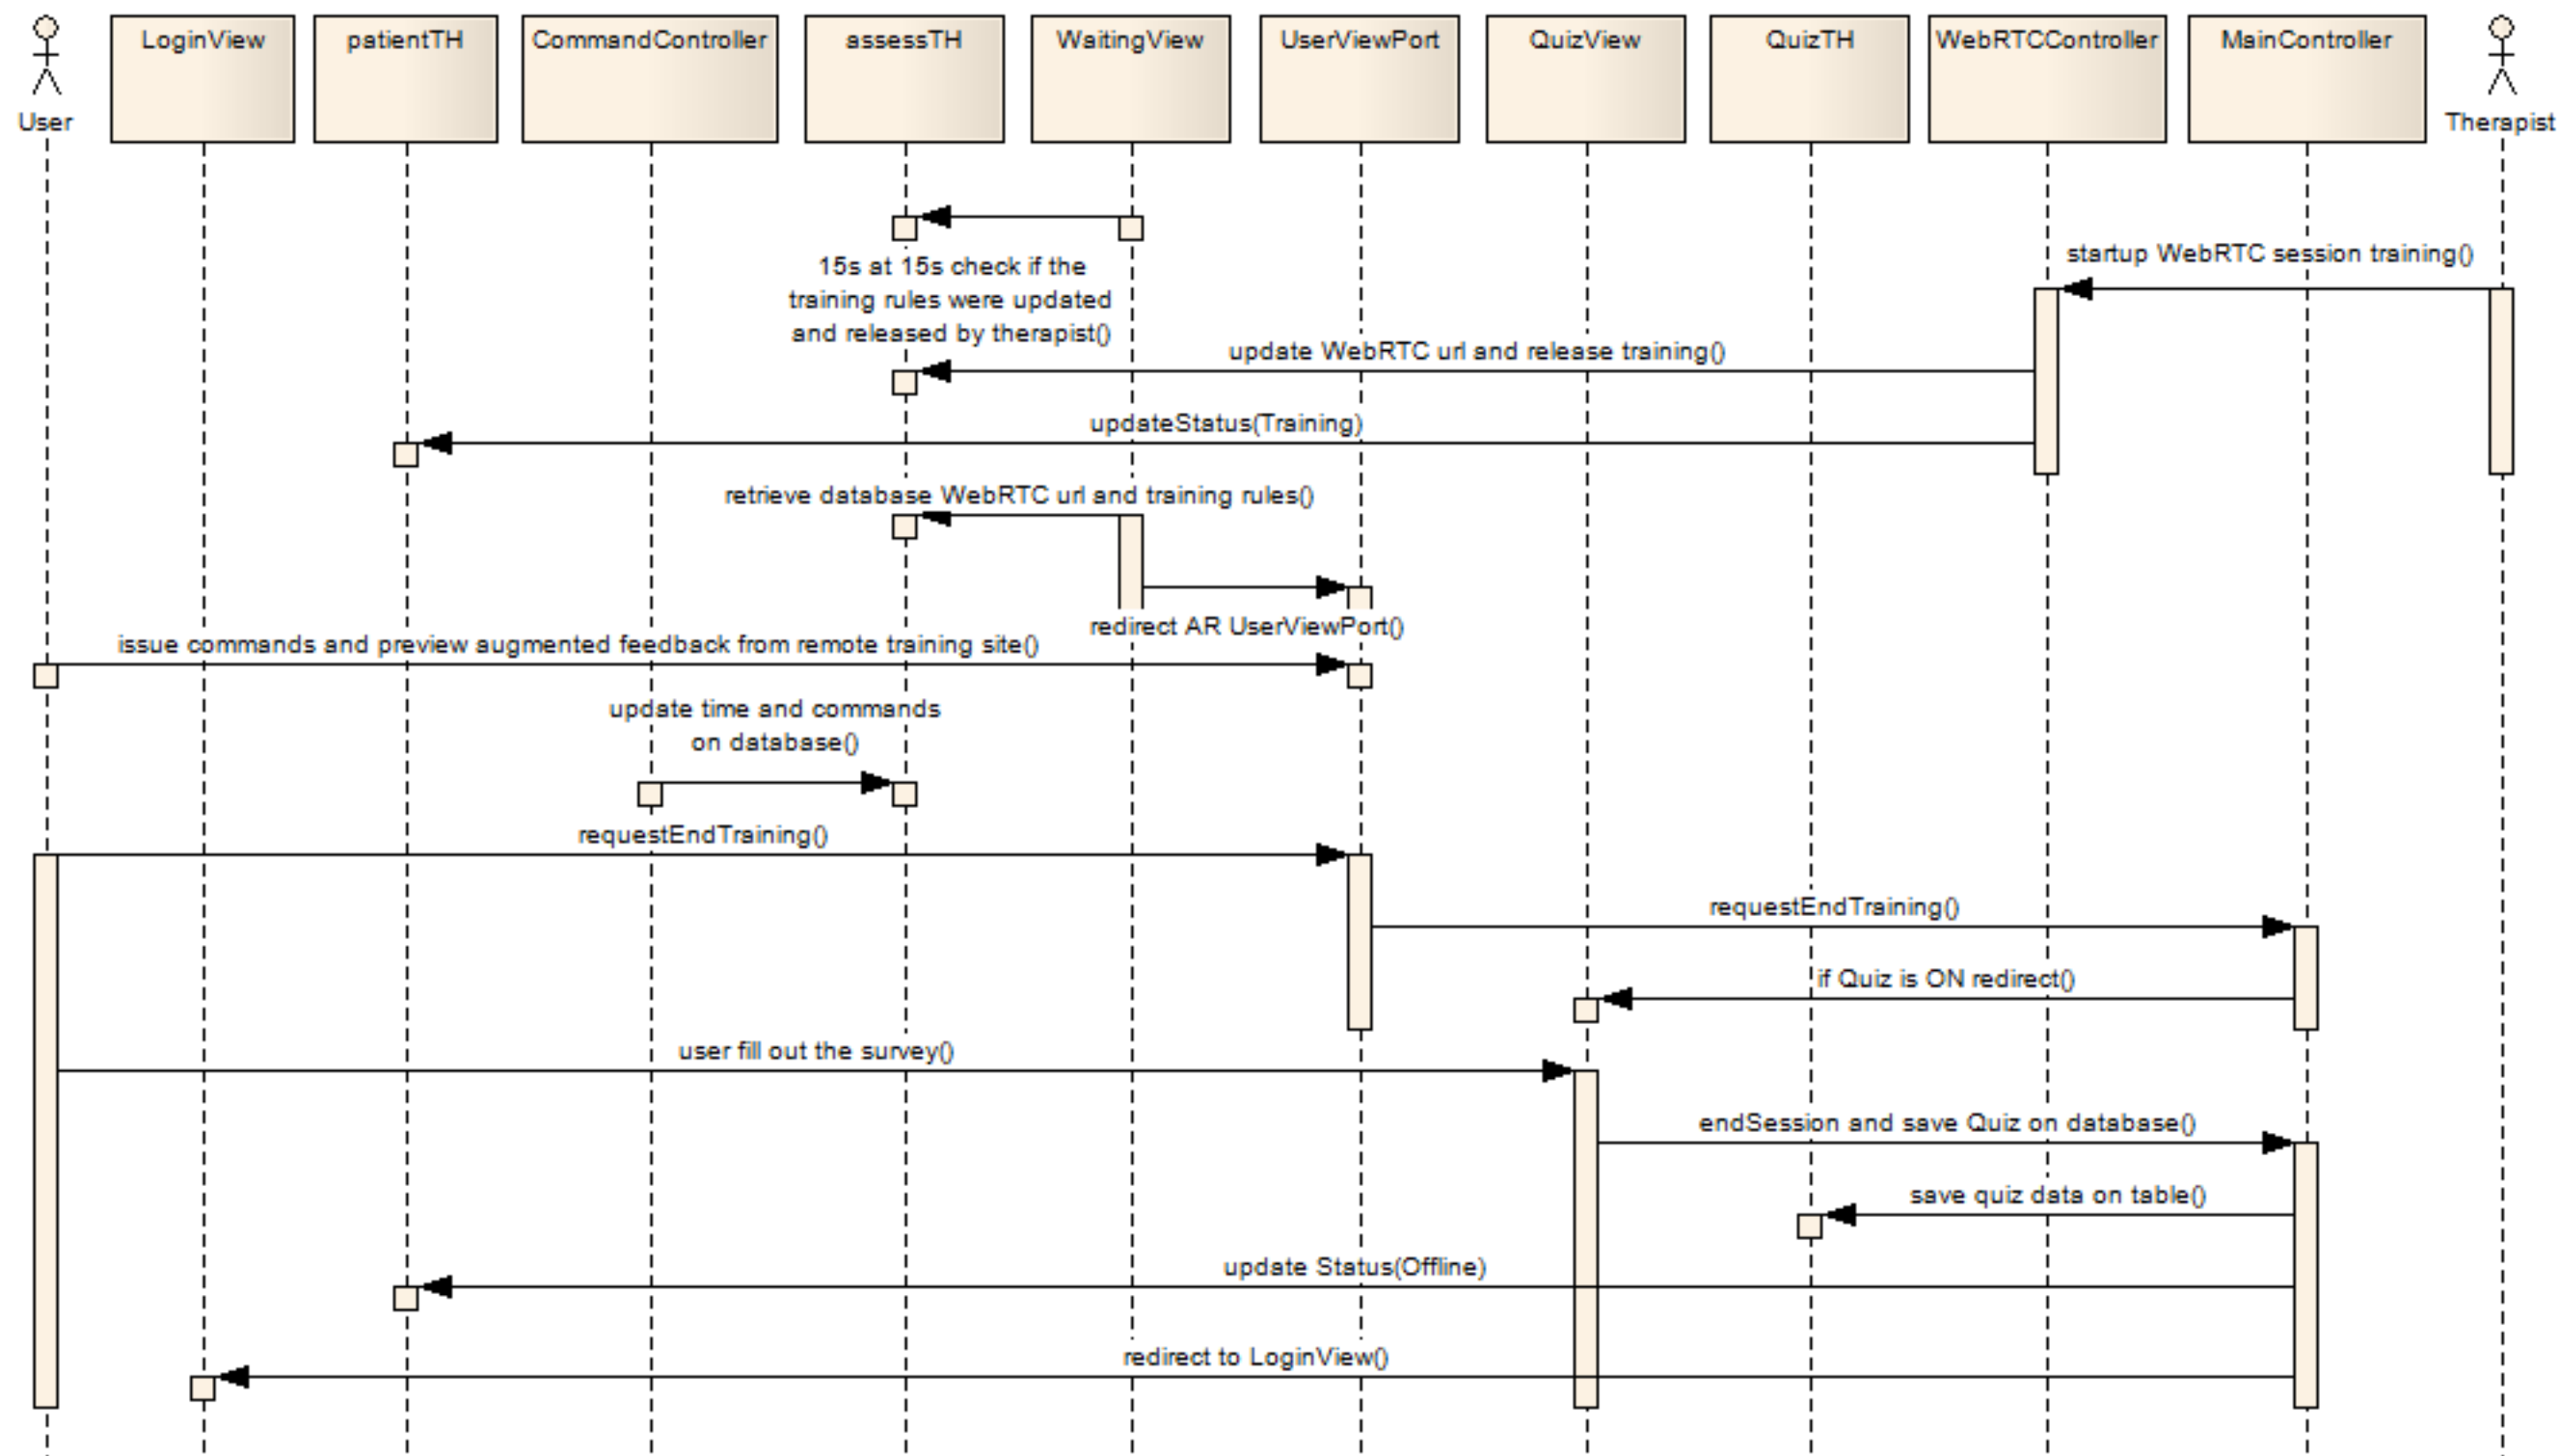 LoginView
patientTH
CommandController
assessTH
WaitingView
UserViewPort
QuizView
QuizTH
WebRTCController
MainController
User
Therapist
startup WebRTC session training()
15s at 15s check if the
training rules were updated
and released by therapist()
update WebRTC url and release training()
updateStatus(Training)
retrieve database WebRTC url and training rules()
redirect AR UserViewPort()
issue commands and preview augmented feedback from remote training site()
update time and commands
on database()
requestEndTraining()
requestEndTraining()
if Quiz is ON redirect()
user fill out the survey()
endSession and save Quiz on database()
save quiz data on table()
update Status(Offline)
redirect to LoginView()